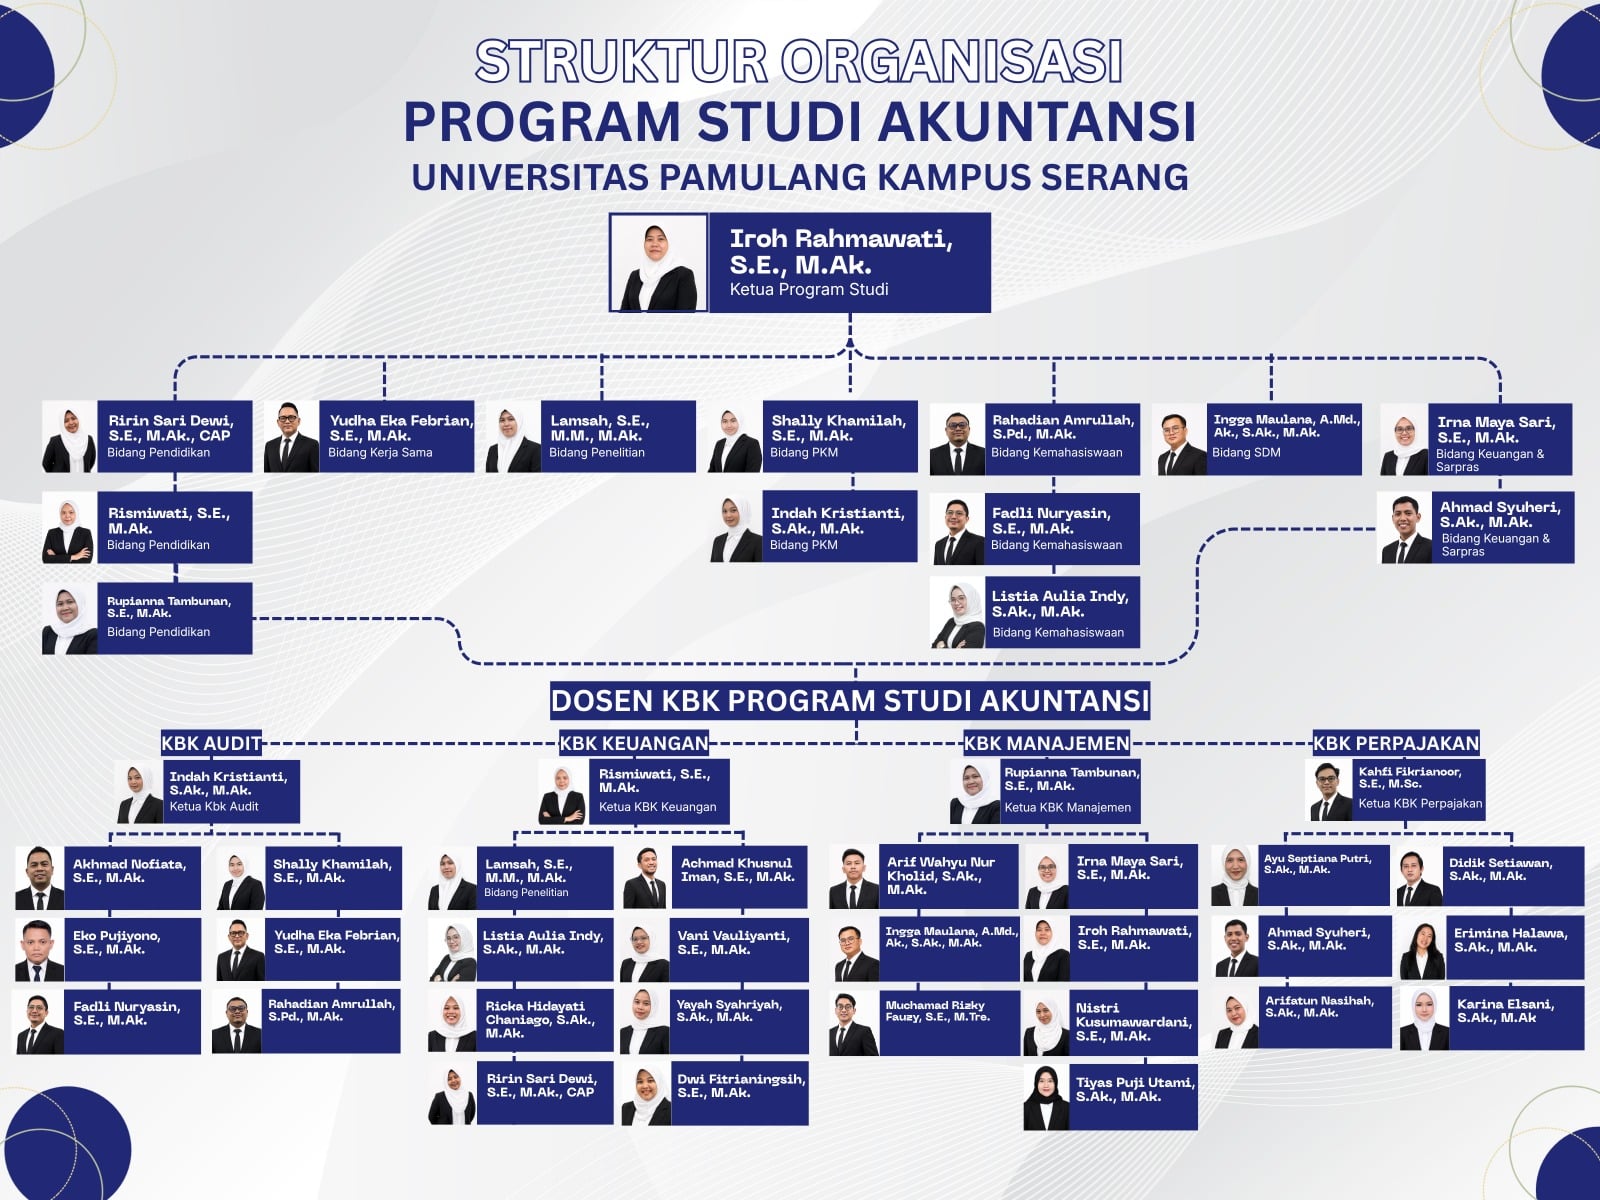 STRUKTUR ORGANISASI
PROGRAM STUDI AKUNTANSI
UNIVERSITAS PAMULANG KAMPUS SERANG
Iroh Rahmawati,
S.E., M.Ak.
Ketua Program Studi
Ririn Sari Dewi,
S.E., M.Ak., CAP
Bidang Pendidikan
Yudha Eka Febrian,
S.E., M.Ak.
Bidang Kerja Sama
Lamsah, S.E.,
M.M., M.Ak.
Bidang Penelitian
Shally Khamilah,
S.E., M.Ak.
Bidang PKM
Rahadian Amrullah,
S.Pd., M.Ak.
Bidang Kemahasiswaan
Ingga Maulana, A.Md.,
Ak., S.Ak., M.Ak.
Bidang SDM
Irna Maya Sari,
S.E., M.Ak.
Bidang Keuangan &
Sarpras
Rismiwati, S.E.,
M.Ak.
Bidang Pendidikan
Indah Kristianti,
S.Ak., M.Ak.
Bidang PKM
Fadli Nuryasin,
S.E., M.Ak.
Bidang Kemahasiswaan
Ahmad Syuheri,
S.Ak., M.Ak.
Bidang Keuangan &
Sarpras
Rupianna Tambunan,
S.E., M.Ak.
Bidang Pendidikan
Listia Aulia Indy,
S.Ak., M.Ak.
Bidang Kemahasiswaan
DOSEN KBK PROGRAM STUDI AKUNTANSI
KBK AUDIT
Indah Kristianti,
S.Ak., M.Ak.
Ketua Kbk Audit
Akhmad Nofiata,
S.E., M.Ak.
Shally Khamilah,
S.E., M.Ak.
Eko Pujiyono,
S.E., M.Ak.
Yudha Eka Febrian,
S.E., M.Ak.
Fadli Nuryasin,
S.E., M.Ak.
Rahadian Amrullah,
S.Pd., M.Ak.
KBK KEUANGAN
Rismiwati, S.E.,
M.Ak.
Ketua KBK Keuangan
Lamsah, S.E.,
M.M., M.Ak.
Bidang Penelitian
Achmad Khusnul
Iman, S.E., M.Ak.
Listia Aulia Indy,
S.Ak., M.Ak.
Vani Vauliyanti,
S.E., M.Ak.
Ricka Hidayati
Chaniago, S.Ak.,
M.Ak.
Yayah Syahriyah,
S.Ak., M.Ak.
Ririn Sari Dewi,
S.E., M.Ak., CAP
Dwi Fitrianingsih,
S.E., M.Ak.
KBK MANAJEMEN
Rupianna Tambunan,
S.E., M.Ak.
Ketua KBK Manajemen
Arif Wahyu Nur
Kholid, S.Ak.,
M.Ak.
Irna Maya Sari,
S.E., M.Ak.
Ingga Maulana, A.Md.,
Ak., S.Ak., M.Ak.
Iroh Rahmawati,
S.E., M.Ak.
Muchamad Rizky
Fauzy, S.E., M.Tre.
Nistri
Kusumawardani,
S.E., M.Ak.
Tiyas Puji Utami,
S.Ak., M.Ak.
KBK PERPAJAKAN
Kahfi Fikrianoor,
S.E., M.Sc.
Ketua KBK Perpajakan
Ayu Septiana Putri,
S.Ak., M.Ak.
Didik Setiawan,
S.Ak., M.Ak.
Ahmad Syuheri,
S.Ak., M.Ak.
Erimina Halawa,
S.Ak., M.Ak.
Arifatun Nasihah,
S.Ak., M.Ak.
Karina Elsani,
S.Ak., M.Ak